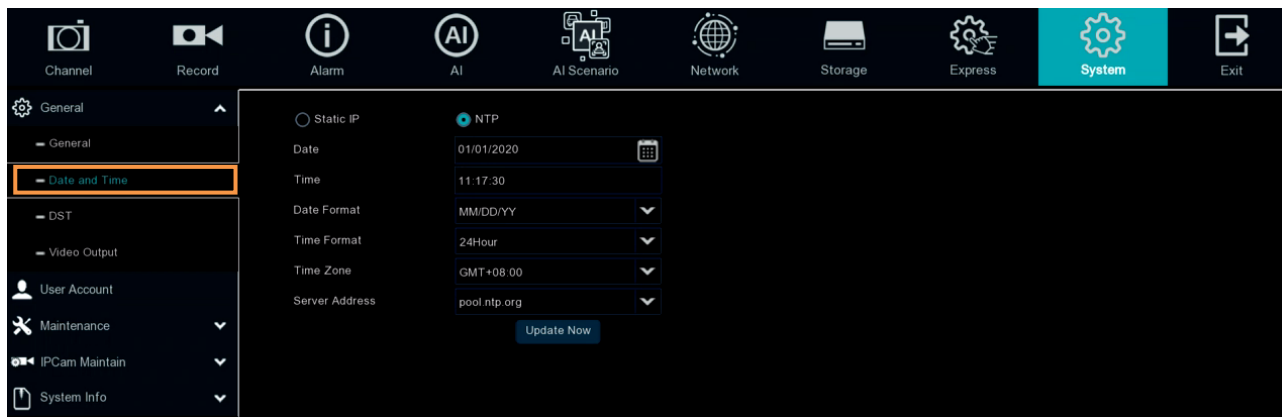 Channel
Record
Alarm
AI
AI
AI
AI Scenario
Network
Storage
Express
System
Exit
General
General
Date and Time
DST
Video Output
User Account
Maintenance
IPCam Maintain
System Info
Static IP NTP
Date 01/01/2020
Time 11:17:30
Date Format MM/DD/YY
Time Format 24Hour
Time Zone GMT+08:00
Server Address pool.ntp.org
Update Now